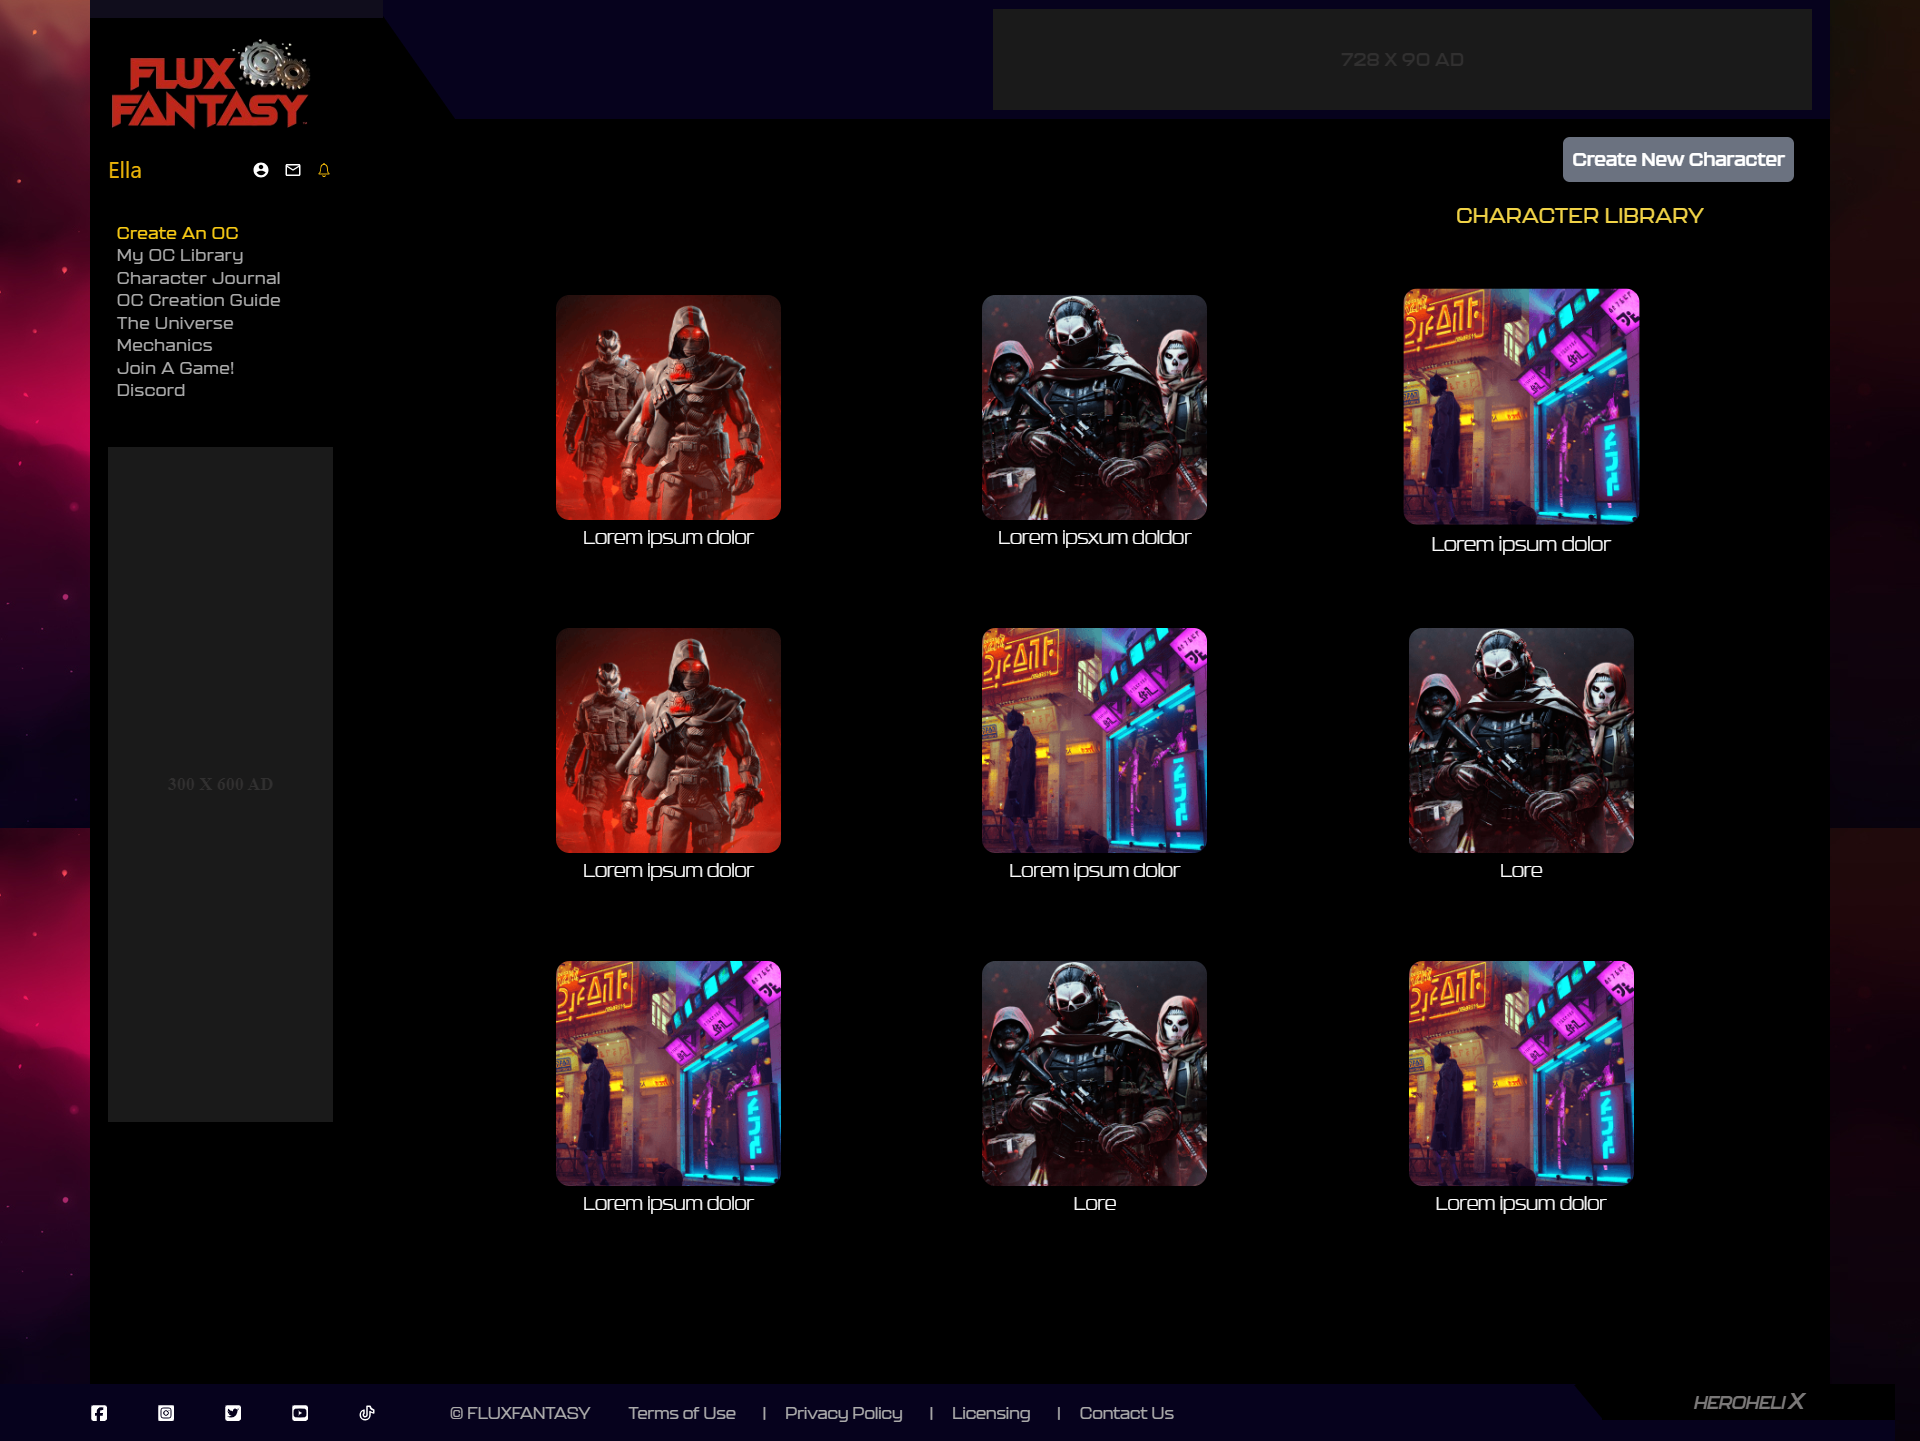 FLUX
FANTASY
728 X 90 AD
Create New Character
CHARACTER LIBRARY
Ella
Create An OC
My OC Library
Character Journal
OC Creation Guide
The Universe
Mechanics
Join A Game!
Discord
300 X 600 AD
Lorem ipsum dolor
Lorem ipsxum doldor
Lorem ipsum dolor
Lorem ipsum dolor
Lorem ipsum dolor
Lore
Lorem ipsum dolor
Lore
Lorem ipsum dolor
© FLUXFANTASY
Terms of Use | Privacy Policy | Licensing | Contact Us
HEROHELIX